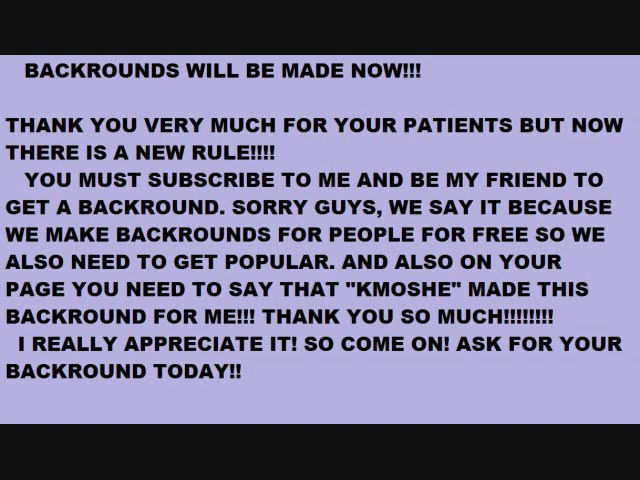 BACKROUNDS WILL BE MADE NOW!!!
THANK YOU VERY MUCH FOR YOUR PATIENTS BUT NOW
THERE IS A NEW RULE!!!!
YOU MUST SUBSCRIBE TO ME AND BE MY FRIEND TO
GET A BACKROUND. SORRY GUYS, WE SAY IT BECAUSE
WE MAKE BACKROUNDS FOR PEOPLE FOR FREE SO WE
ALSO NEED TO GET POPULAR. AND ALSO ON YOUR
PAGE YOU NEED TO SAY THAT "KMOSHE" MADE THIS
BACKROUND FOR ME!!! THANK YOU SO MUCH!!!!!!!!
I REALLY APPRECIATE IT! SO COME ON! ASK FOR YOUR
BACKROUND TODAY!!